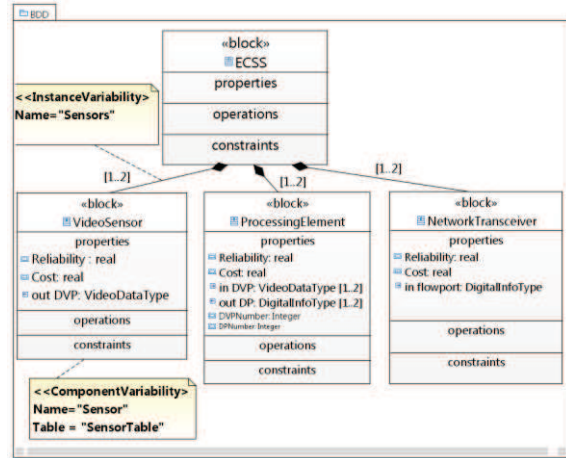 BDD
«block»
ECSS
properties
operations
constraints
<<InstanceVariability>
Name="Sensors"
[1..2]
[1..2]
[1..2]
«block»
VideoSensor
properties
Reliability : real
Cost: real
out DVP: VideoDataType
operations
constraints
«block»
ProcessingElement
properties
Reliability: real
Cost: real
in DVP: VideoDataType [1..2]
out DP: DigitalInfoType [1..2]
DVPNumber: Integer
DPNumber: Integer
operations
constraints
«block»
NetworkTransceiver
properties
Reliability: real
Cost: real
in flowport: DigitalInfoType
operations
constraints
<<ComponentVariability>
Name="Sensor"
Table = "SensorTable"